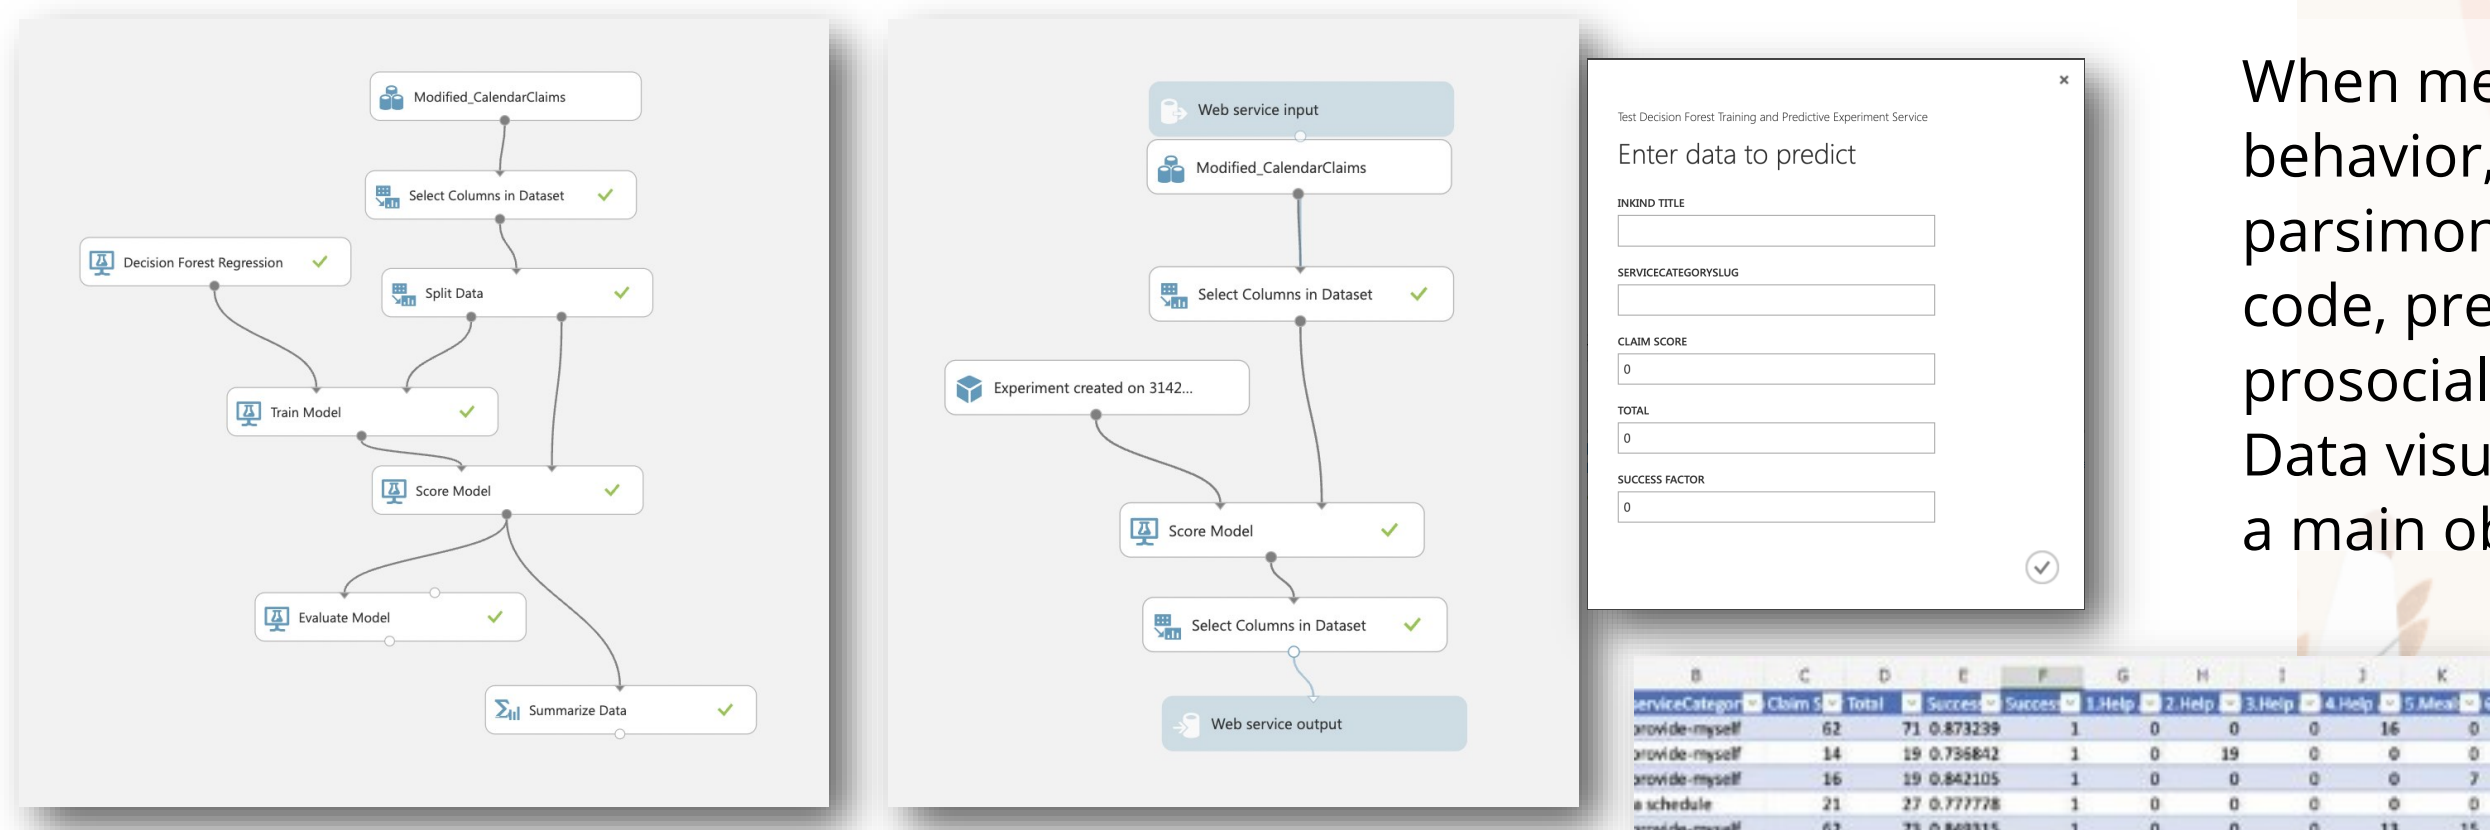 Modified_CalendarClaims
Select Columns in Dataset
Decision Forest Regression
Split Data
Train Model
Score Model
Evaluate Model
Summarize Data
Web service input
Modified_CalendarClaims
Select Columns in Dataset
Experiment created on 3142...
Score Model
Select Columns in Dataset
Web service output
Test Decision Forest Training and Predictive Experiment Service
Enter data to predict
INKIND TITLE
SERVICECATEGORYSLUG
CLAIM SCORE
0
TOTAL
0
SUCCESS FACTOR
0
When me
behavior,
parsimon
code, pre
prosocial
Data visu
a main ob
B C D E F G H I J K
erviceCategor Claim S Total Succes Success 1.Help 2.Help 3.Help 4.Help 5.Meal
provide-myself 62 71 0.873239 1 0 0 0 16 0
provide-myself 14 19 0.736842 1 0 19 0 0 0
provide-myself 16 19 0.842105 1 0 0 0 0 7
a schedule 21 27 0.777778 1 0 0 0 0 0